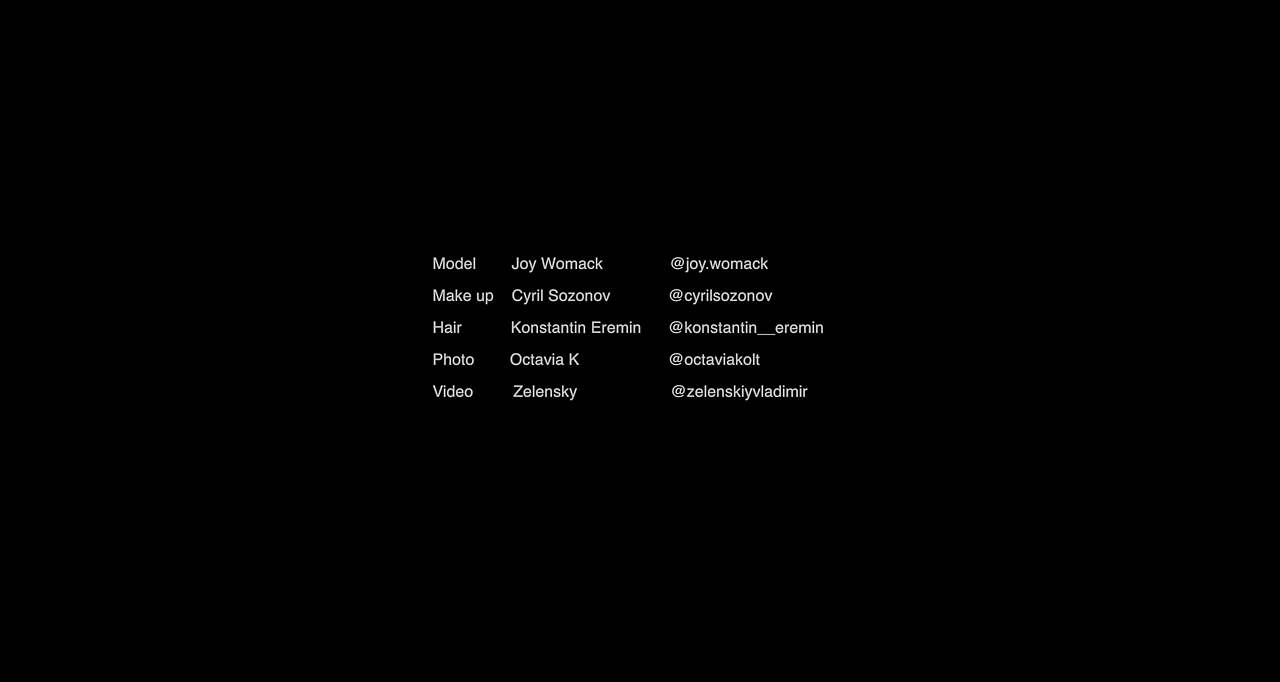 Model Joy Womack @joy.womack
Make up Cyril Sozonov @cyrilsozonov
Hair Konstantin Eremin @konstantin__eremin
Photo Octavia K @octaviakolt
Video Zelensky @zelenskiyvladimir